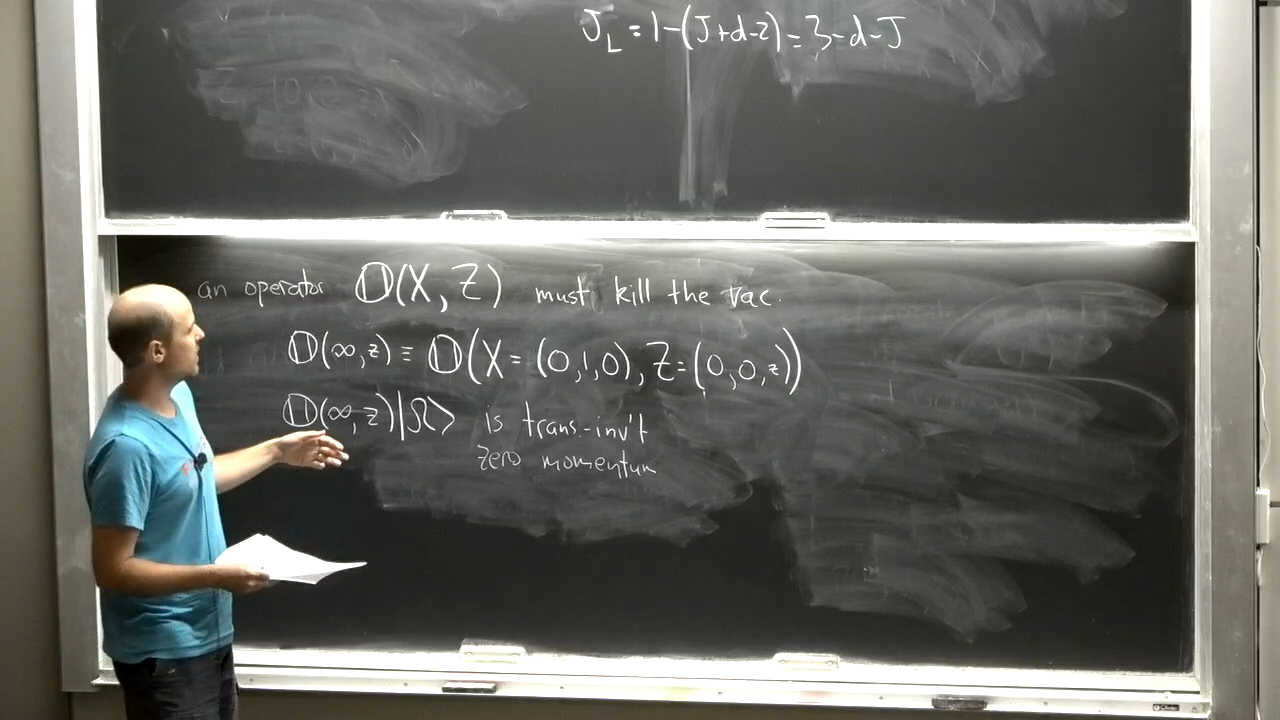 J_L = 1-(J+d-2) = 3-d-J
an operator 𝕆(X, Z) must kill the vac.
𝕆(∞,z) ≡ 𝕆(X = (0,1,0), Z=(0,0,z))
𝕆(∞,z)|Ω⟩ is trans.-inv't
zero momentum